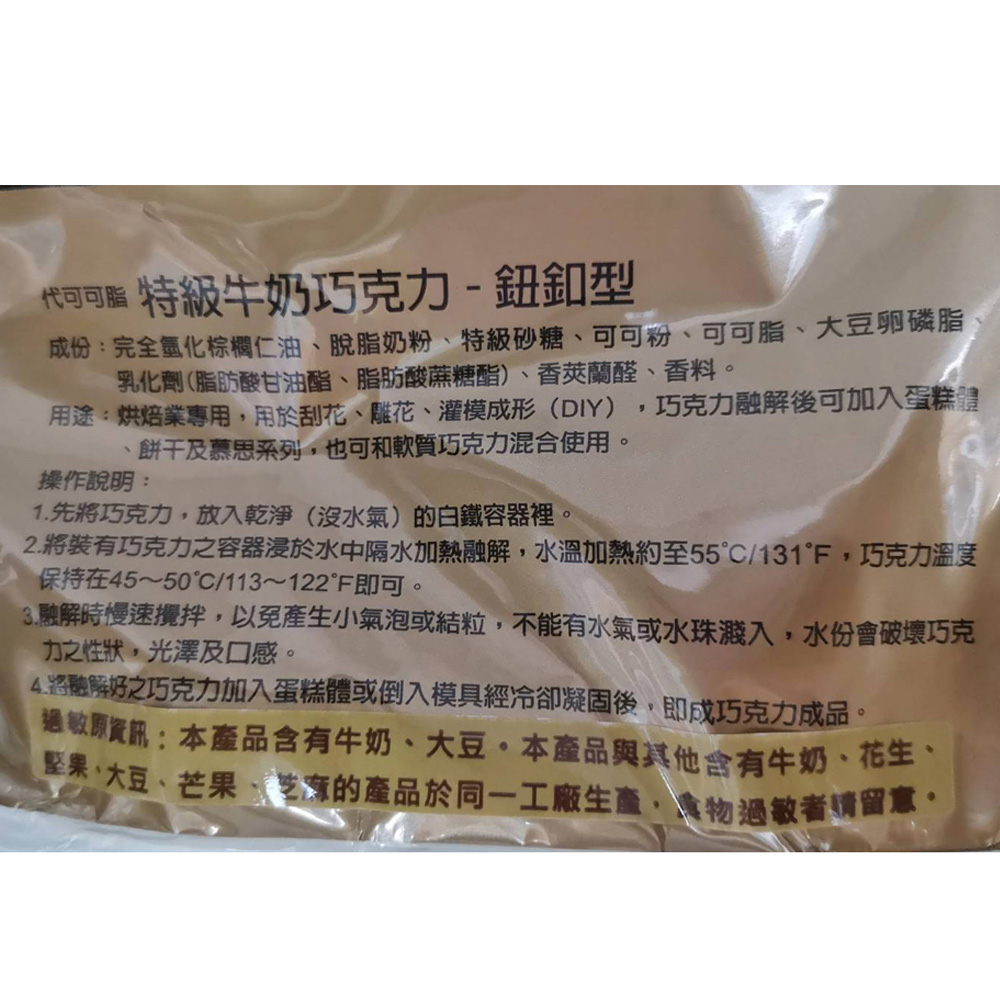 代可可脂 特級牛奶巧克力 - 鈕釦型
成份：完全氫化棕櫚仁油、脫脂奶粉、特級砂糖、可可粉、可可脂、大豆卵磷脂、
乳化劑（脂肪酸甘油酯、脂肪酸蔗糖酯）、香莢蘭醛、香料。
用途：烘焙業專用，用於刮花、雕花、灌模成形（DIY），巧克力融解後可加入蛋糕體
、餅干及慕思系列，也可和軟質巧克力混合使用。
操作說明：
1.先將巧克力，放入乾淨（沒水氣）的白鐵容器裡。
2.將裝有巧克力之容器浸於水中隔水加熱融解，水溫加熱約至55°C/131°F，巧克力溫度
保持在45～50°C/113～122°F即可。
3.融解時慢速攪拌，以免產生小氣泡或結粒，不能有水氣或水珠濺入，水份會破壞巧克
力之性狀，光澤及口感。
4.將融解好之巧克力加入蛋糕體或倒入模具經冷卻凝固後，即成巧克力成品。
過敏原資訊：本產品含有牛奶、大豆。本產品與其他含有牛奶、花生、
堅果、大豆、芒果、芝麻的產品於同一工廠生產，食物過敏者請留意。